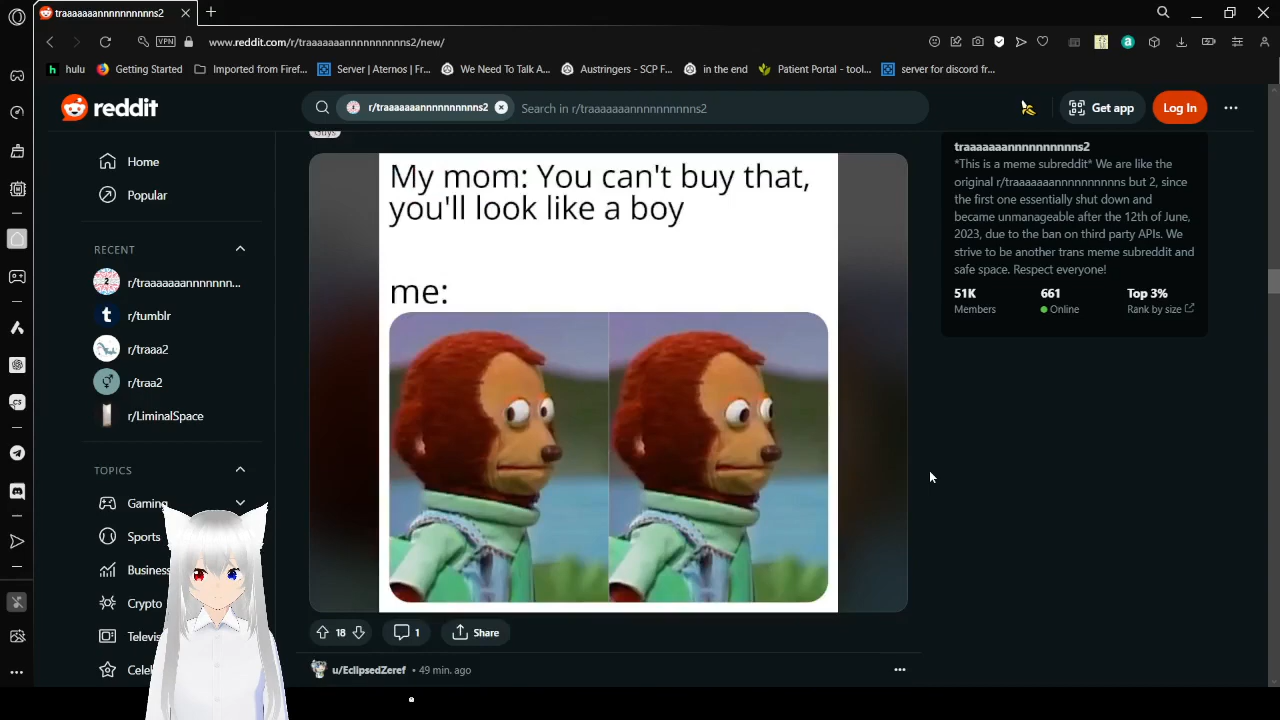 traaaaaaannnnnnnnnns2
VPN
www.reddit.com/r/traaaaaaannnnnnnnnns2/new/
hulu
Getting Started
Imported from Firef...
Server | Aternos | Fr...
We Need To Talk A...
Austringers - SCP F...
in the end
Patient Portal - tool...
server for discord fr...
reddit
r/traaaaaaannnnnnnnnns2
Search in r/traaaaaaannnnnnnnnns2
Get app
Log In
Guys
Home
Popular
RECENT
r/traaaaaaannnnnnn...
r/tumblr
r/traaa2
r/traa2
r/LiminalSpace
TOPICS
Gaming
Sports
Business
Crypto
Televis
Celeb
My mom: You can't buy that,
you'll look like a boy
me:
18
1
Share
u/EclipsedZeref • 49 min. ago
traaaaaaannnnnnnnnns2
*This is a meme subreddit* We are like the
original r/traaaaaaannnnnnnnnns but 2, since
the first one essentially shut down and
became unmanageable after the 12th of June,
2023, due to the ban on third party APIs. We
strive to be another trans meme subreddit and
safe space. Respect everyone!
51K
Members
661
Online
Top 3%
Rank by size